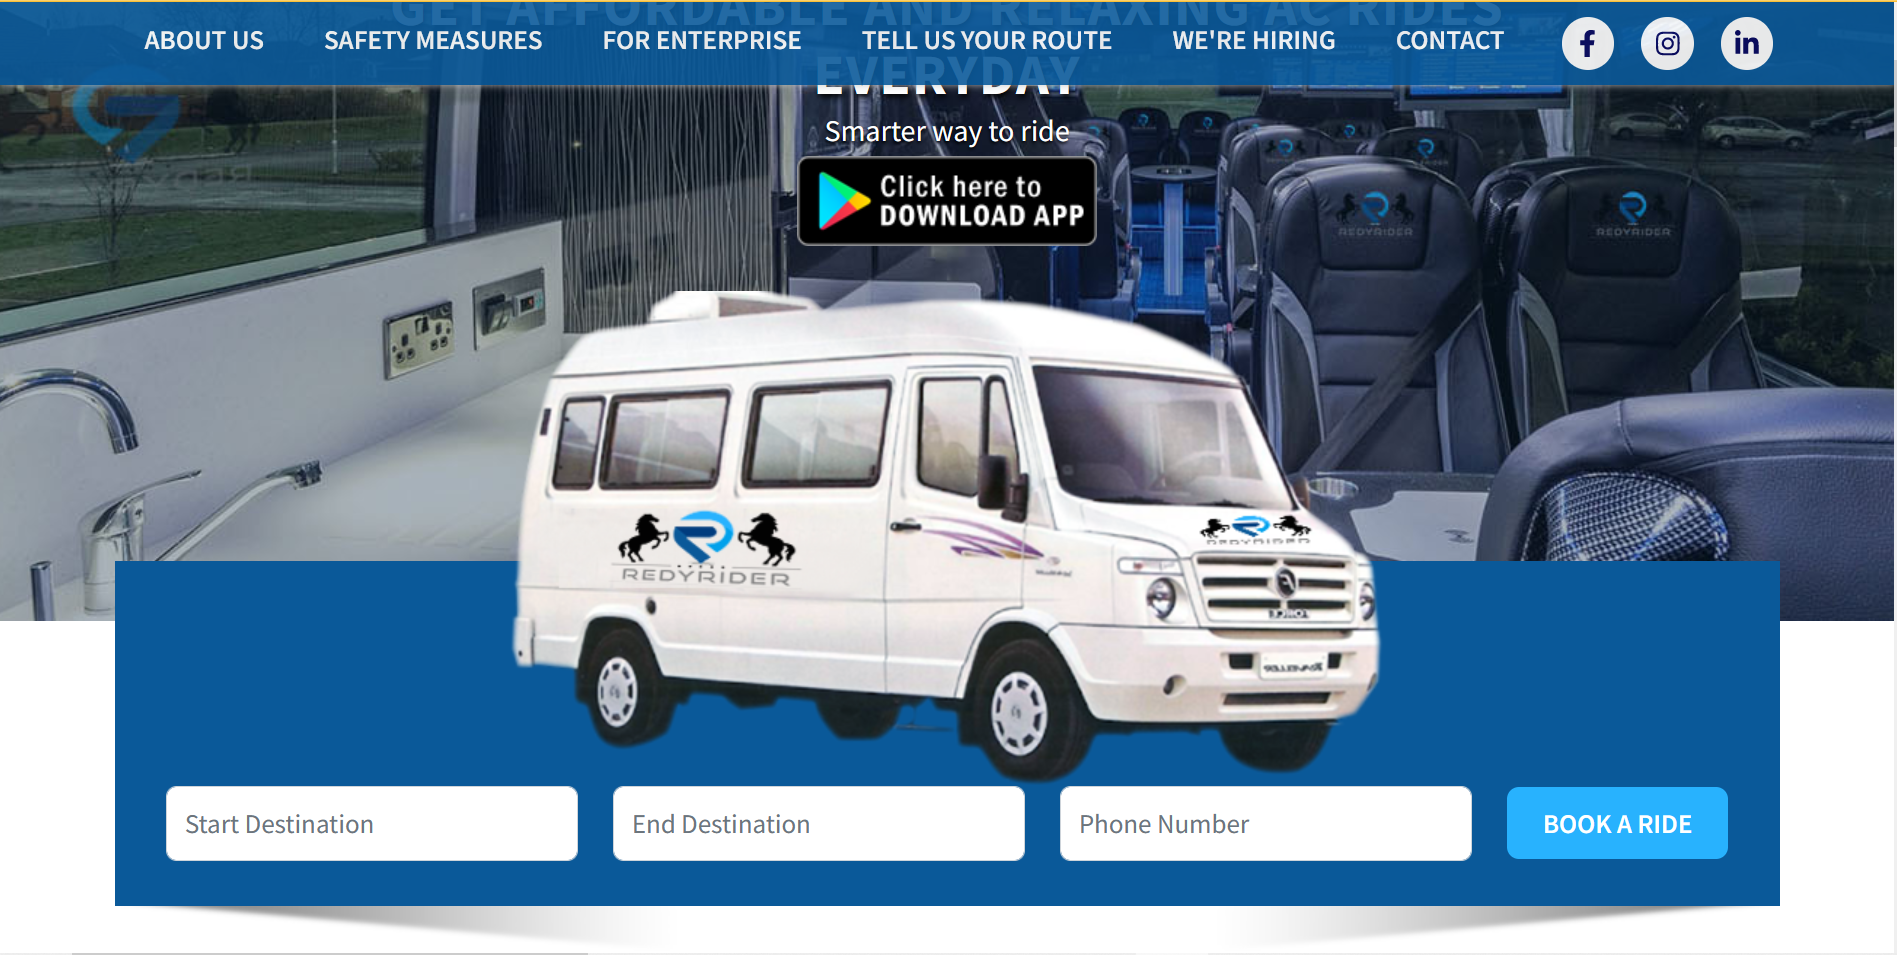 GET AFFORDABLE AND RELAXING AC RIDES
ABOUT US
SAFETY MEASURES
FOR ENTERPRISE
TELL US YOUR ROUTE
WE'RE HIRING
CONTACT
EVERYDAY
Smarter way to ride
Click here to
DOWNLOAD APP
REDYRIDER
REDYRIDER
REDYRIDER
REDYRIDER
Start Destination
End Destination
Phone Number
BOOK A RIDE